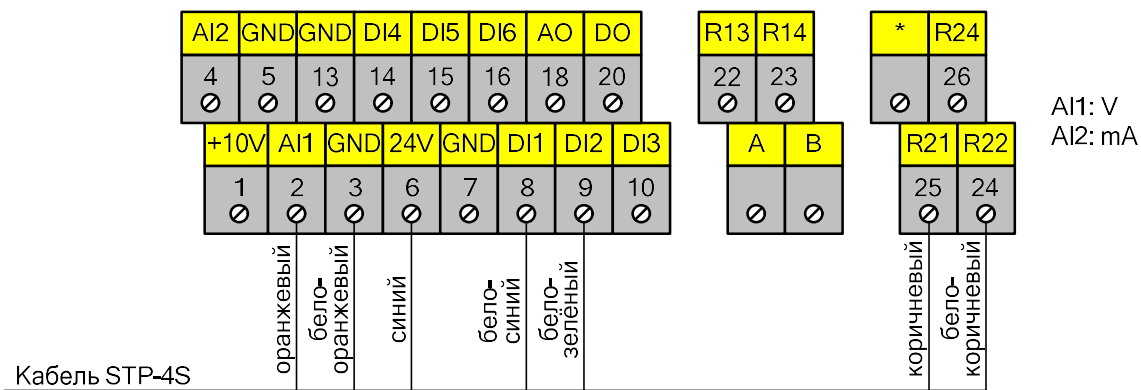 AI2 GND GND DI4 DI5 DI6 AO DO R13 R14 * R24
4 5 13 14 15 16 18 20 22 23 26
AI1: V
AI2: mA
+10V AI1 GND 24V GND DI1 DI2 DI3 A B R21 R22
1 2 3 6 7 8 9 10 25 24
оранжевый
бело-
оранжевый
синий
бело-
синий
бело-
зелёный
коричневый
бело-
коричневый
Кабель STP-4S